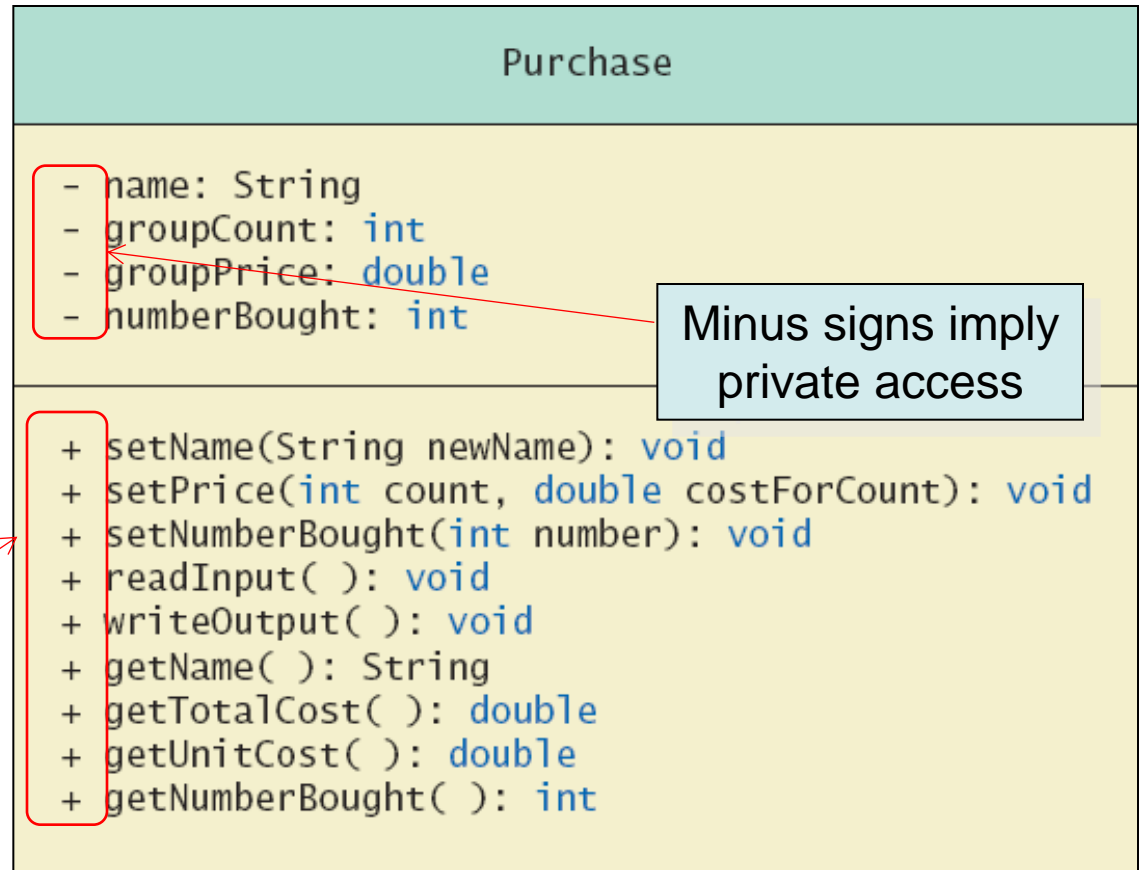 Purchase
- name: String
- groupCount: int
- groupPrice: double
- numberBought: int
Minus signs imply
private access
+ setName(String newName): void
+ setPrice(int count, double costForCount): void
+ setNumberBought(int number): void
+ readInput( ): void
+ writeOutput( ): void
+ getName( ): String
+ getTotalCost( ): double
+ getUnitCost( ): double
+ getNumberBought( ): int